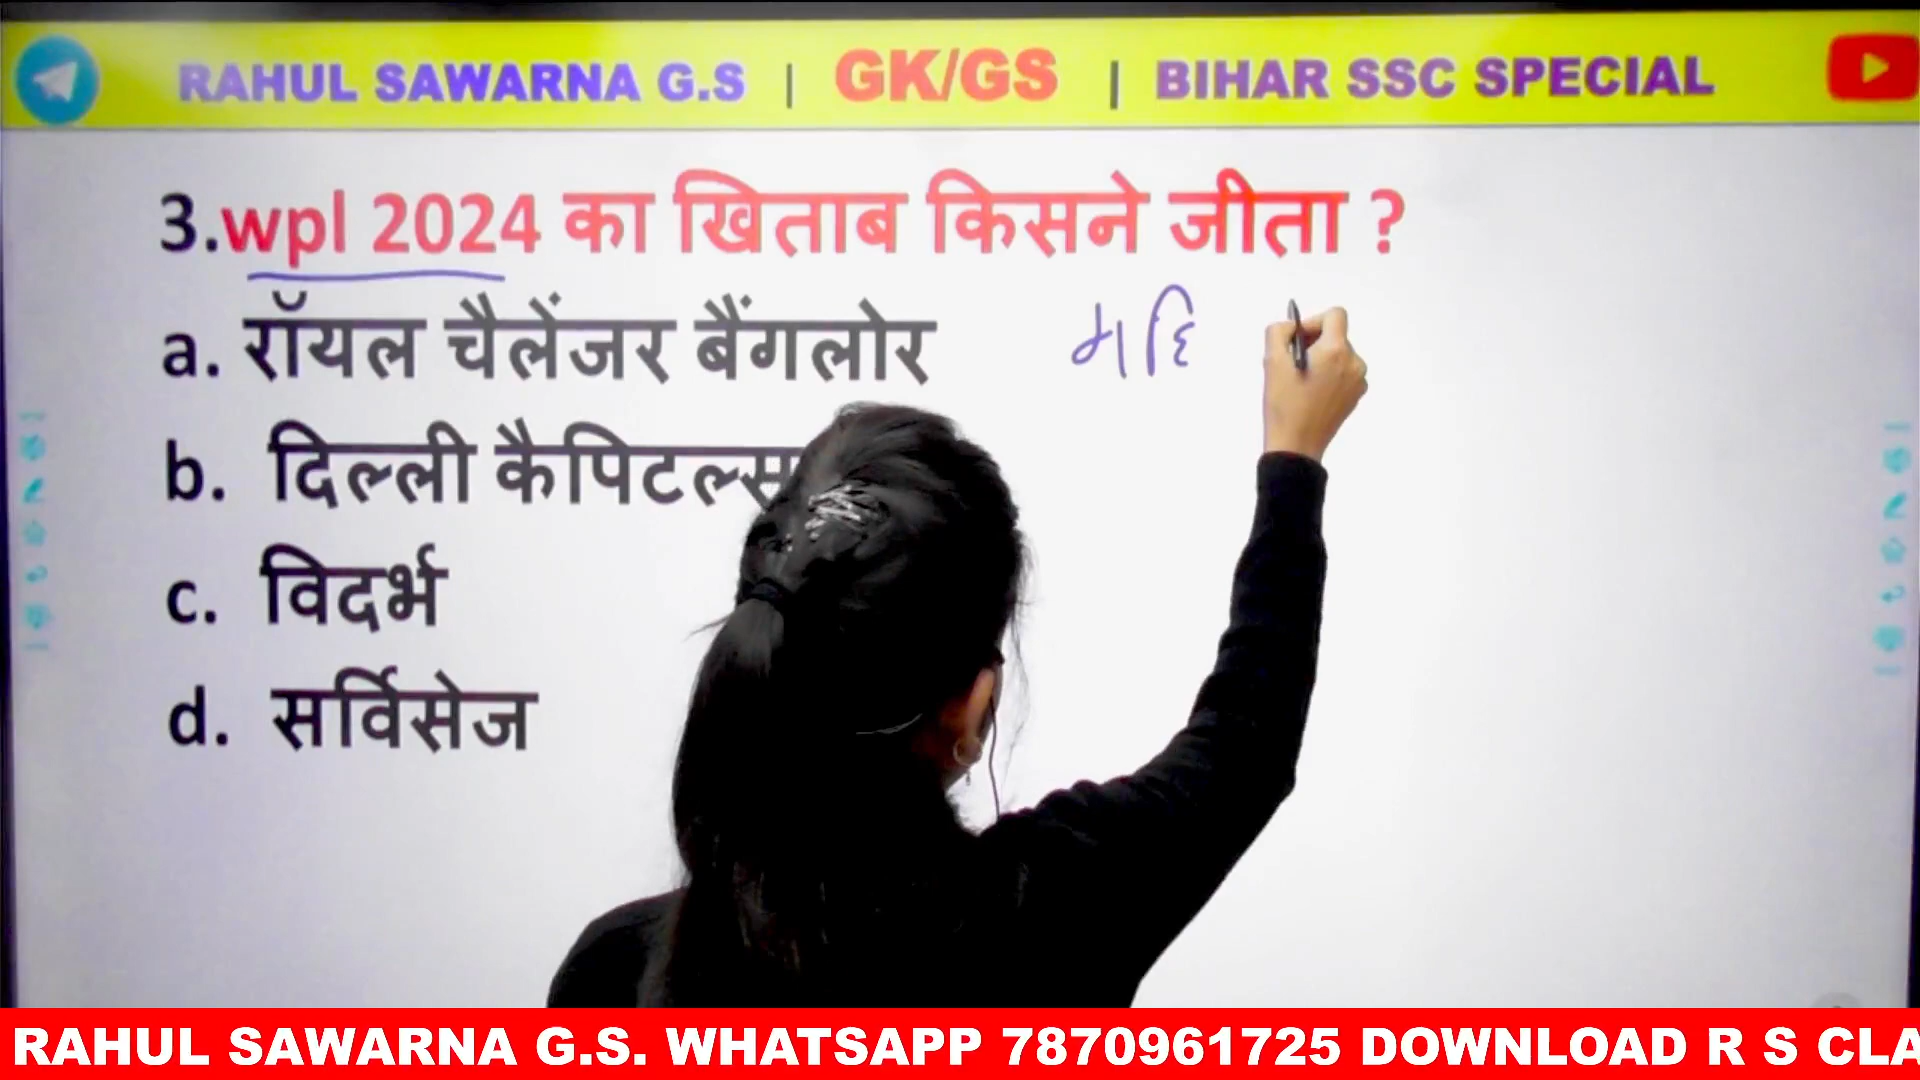 RAHUL SAWARNA G.S | GK/GS | BIHAR SSC SPECIAL
3.wpl 2024 का खिताब किसने जीता ?
a. रॉयल चैलेंजर बैंगलोर
महि
b. दिल्ली कैपिटल्स
c. विदर्भ
d. सर्विसेज
RAHUL SAWARNA G.S. WHATSAPP 7870961725 DOWNLOAD R S CLA